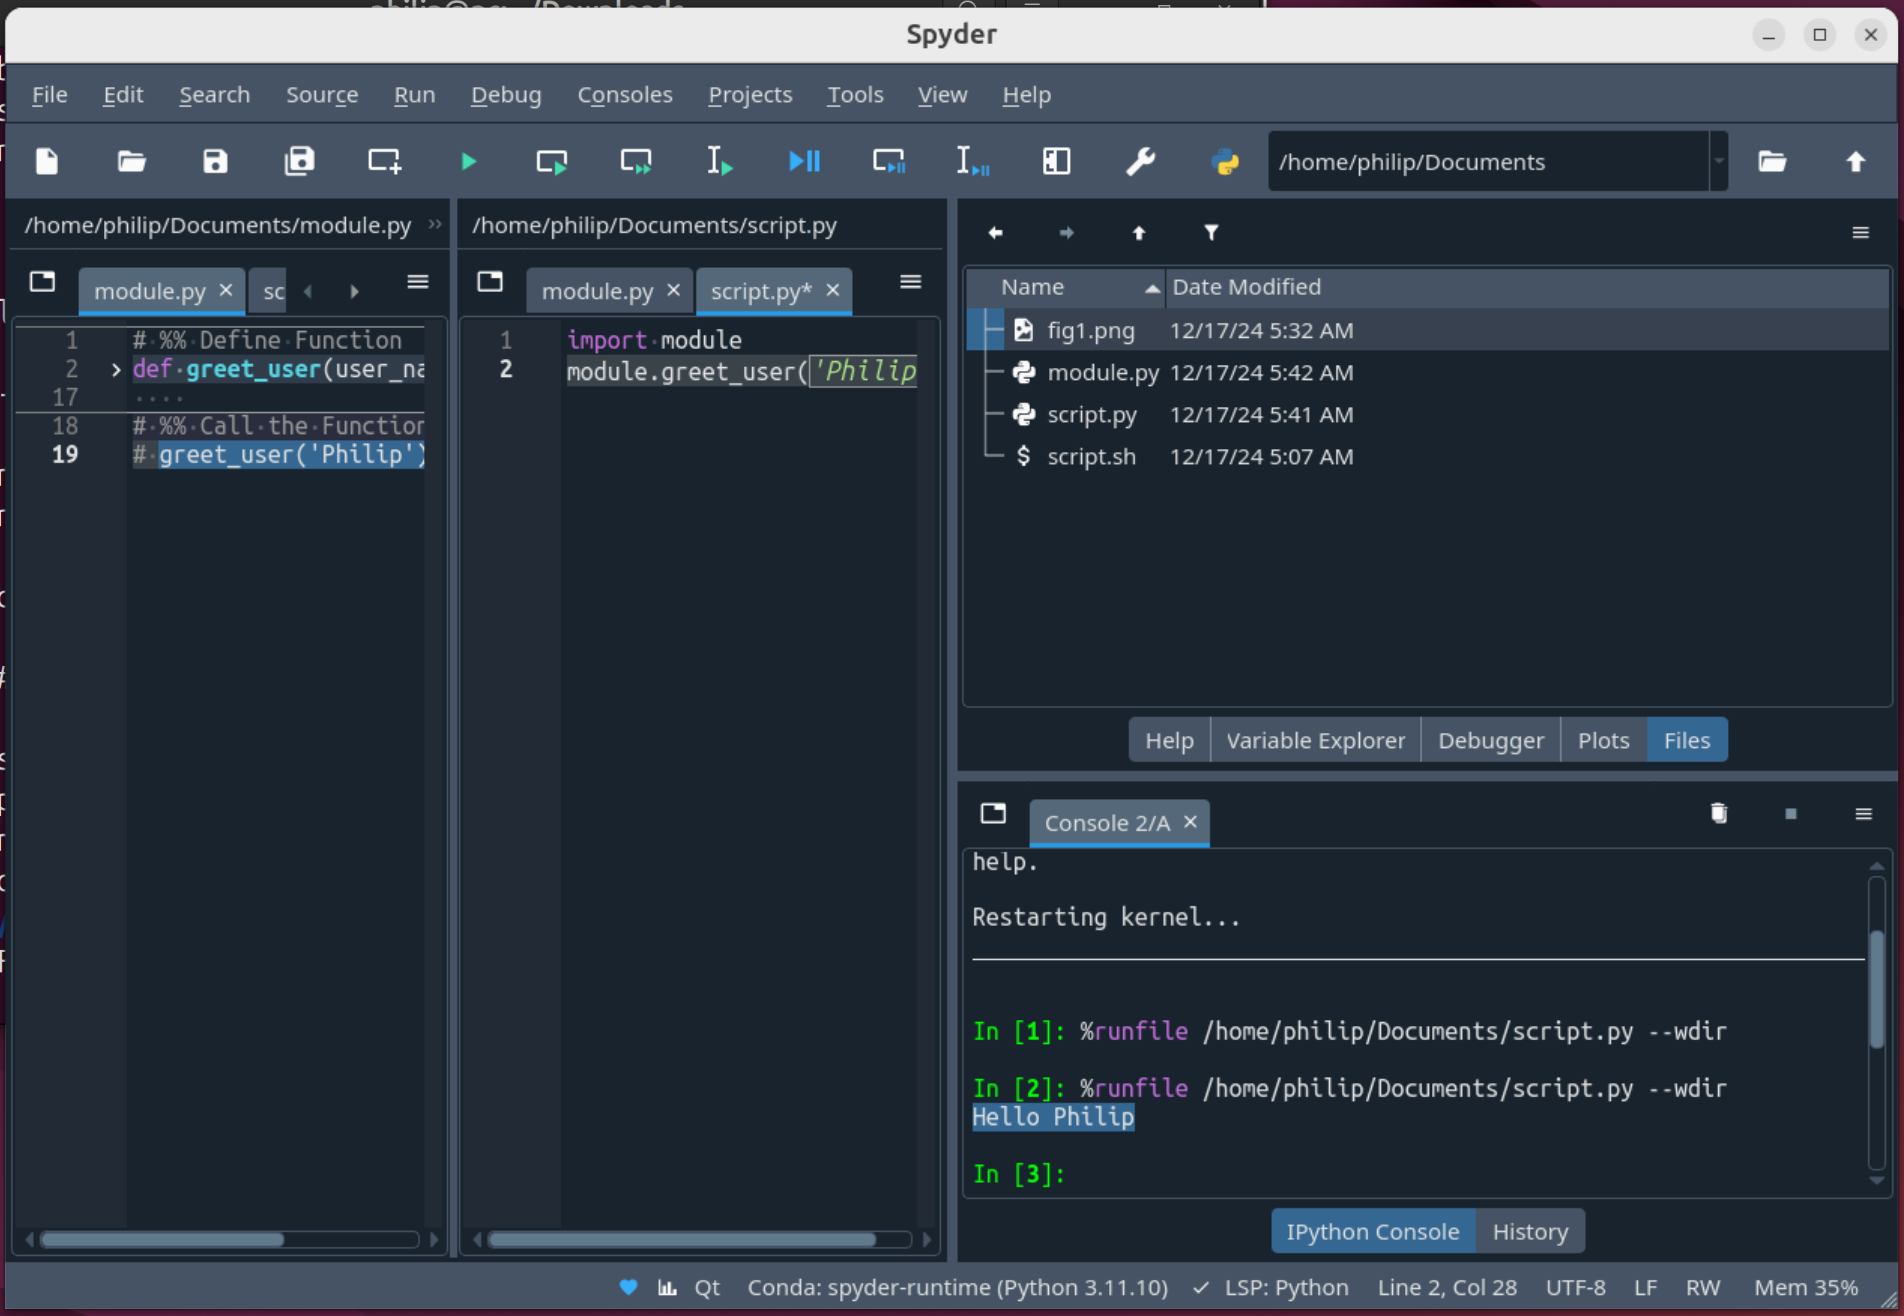 Spyder
File Edit Search Source Run Debug Consoles Projects Tools View Help
/home/philip/Documents
/home/philip/Documents/module.py
module.py sc
1 # %% Define Function
2 def greet_user(user_na
17 ....
18 # %% Call the Function
19 # greet_user('Philip')
/home/philip/Documents/script.py
module.py script.py*
1 import module
2 module.greet_user('Philip
Name Date Modified
fig1.png 12/17/24 5:32 AM
module.py 12/17/24 5:42 AM
script.py 12/17/24 5:41 AM
script.sh 12/17/24 5:07 AM
Help Variable Explorer Debugger Plots Files
Console 2/A
help.
Restarting kernel...
In [1]: %runfile /home/philip/Documents/script.py --wdir
In [2]: %runfile /home/philip/Documents/script.py --wdir
Hello Philip
In [3]:
IPython Console History
Qt Conda: spyder-runtime (Python 3.11.10) LSP: Python Line 2, Col 28 UTF-8 LF RW Mem 35%